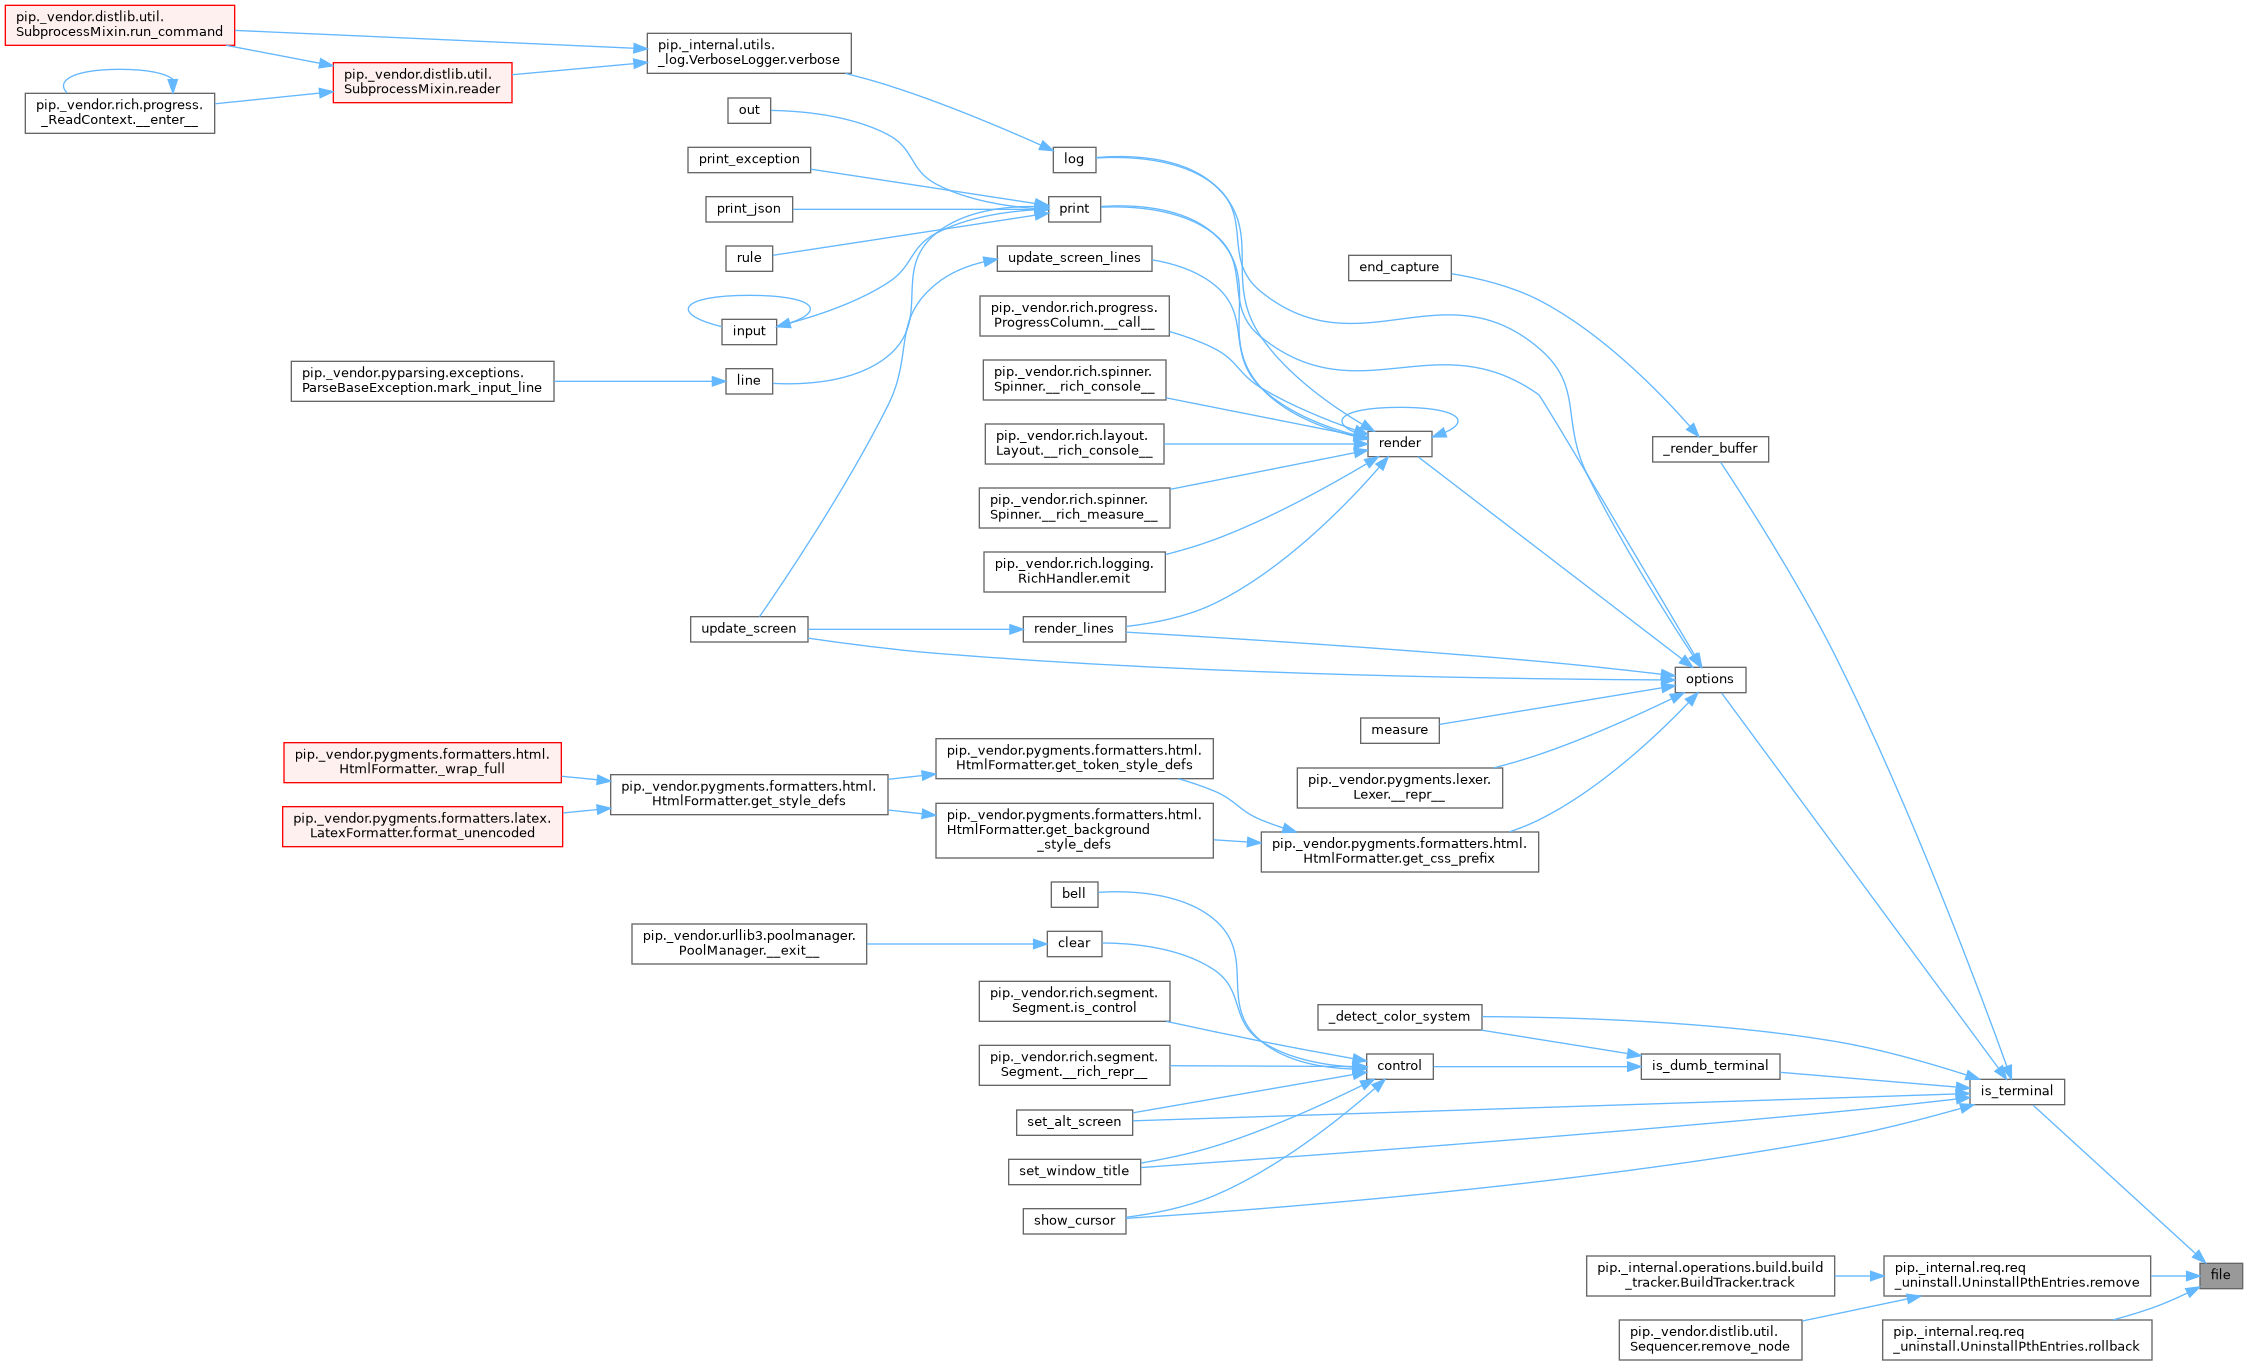 pip._vendor.distlib.util.
SubprocessMixin.run_command
pip._vendor.rich.progress.
_ReadContext.__enter__
pip._vendor.distlib.util.
SubprocessMixin.reader
pip._internal.utils.
_log.VerboseLogger.verbose
out
print_exception
print_json
rule
input
line
pip._vendor.pyparsing.exceptions.
ParseBaseException.mark_input_line
log
print
update_screen_lines
pip._vendor.rich.progress.
ProgressColumn.__call__
pip._vendor.rich.spinner.
Spinner.__rich_console__
pip._vendor.rich.layout.
Layout.__rich_console__
pip._vendor.rich.spinner.
Spinner.__rich_measure__
pip._vendor.rich.logging.
RichHandler.emit
update_screen
render_lines
end_capture
render
_render_buffer
options
measure
pip._vendor.pygments.lexer.
Lexer.__repr__
pip._vendor.pygments.formatters.html.
HtmlFormatter._wrap_full
pip._vendor.pygments.formatters.latex.
LatexFormatter.format_unencoded
pip._vendor.pygments.formatters.html.
HtmlFormatter.get_style_defs
pip._vendor.pygments.formatters.html.
HtmlFormatter.get_token_style_defs
pip._vendor.pygments.formatters.html.
HtmlFormatter.get_background
_style_defs
pip._vendor.pygments.formatters.html.
HtmlFormatter.get_css_prefix
bell
pip._vendor.urllib3.poolmanager.
PoolManager.__exit__
clear
pip._vendor.rich.segment.
Segment.is_control
pip._vendor.rich.segment.
Segment.__rich_repr__
set_alt_screen
set_window_title
show_cursor
_detect_color_system
control
is_dumb_terminal
is_terminal
pip._internal.operations.build.build
_tracker.BuildTracker.track
pip._internal.req.req
_uninstall.UninstallPthEntries.remove
file
pip._vendor.distlib.util.
Sequencer.remove_node
pip._internal.req.req
_uninstall.UninstallPthEntries.rollback